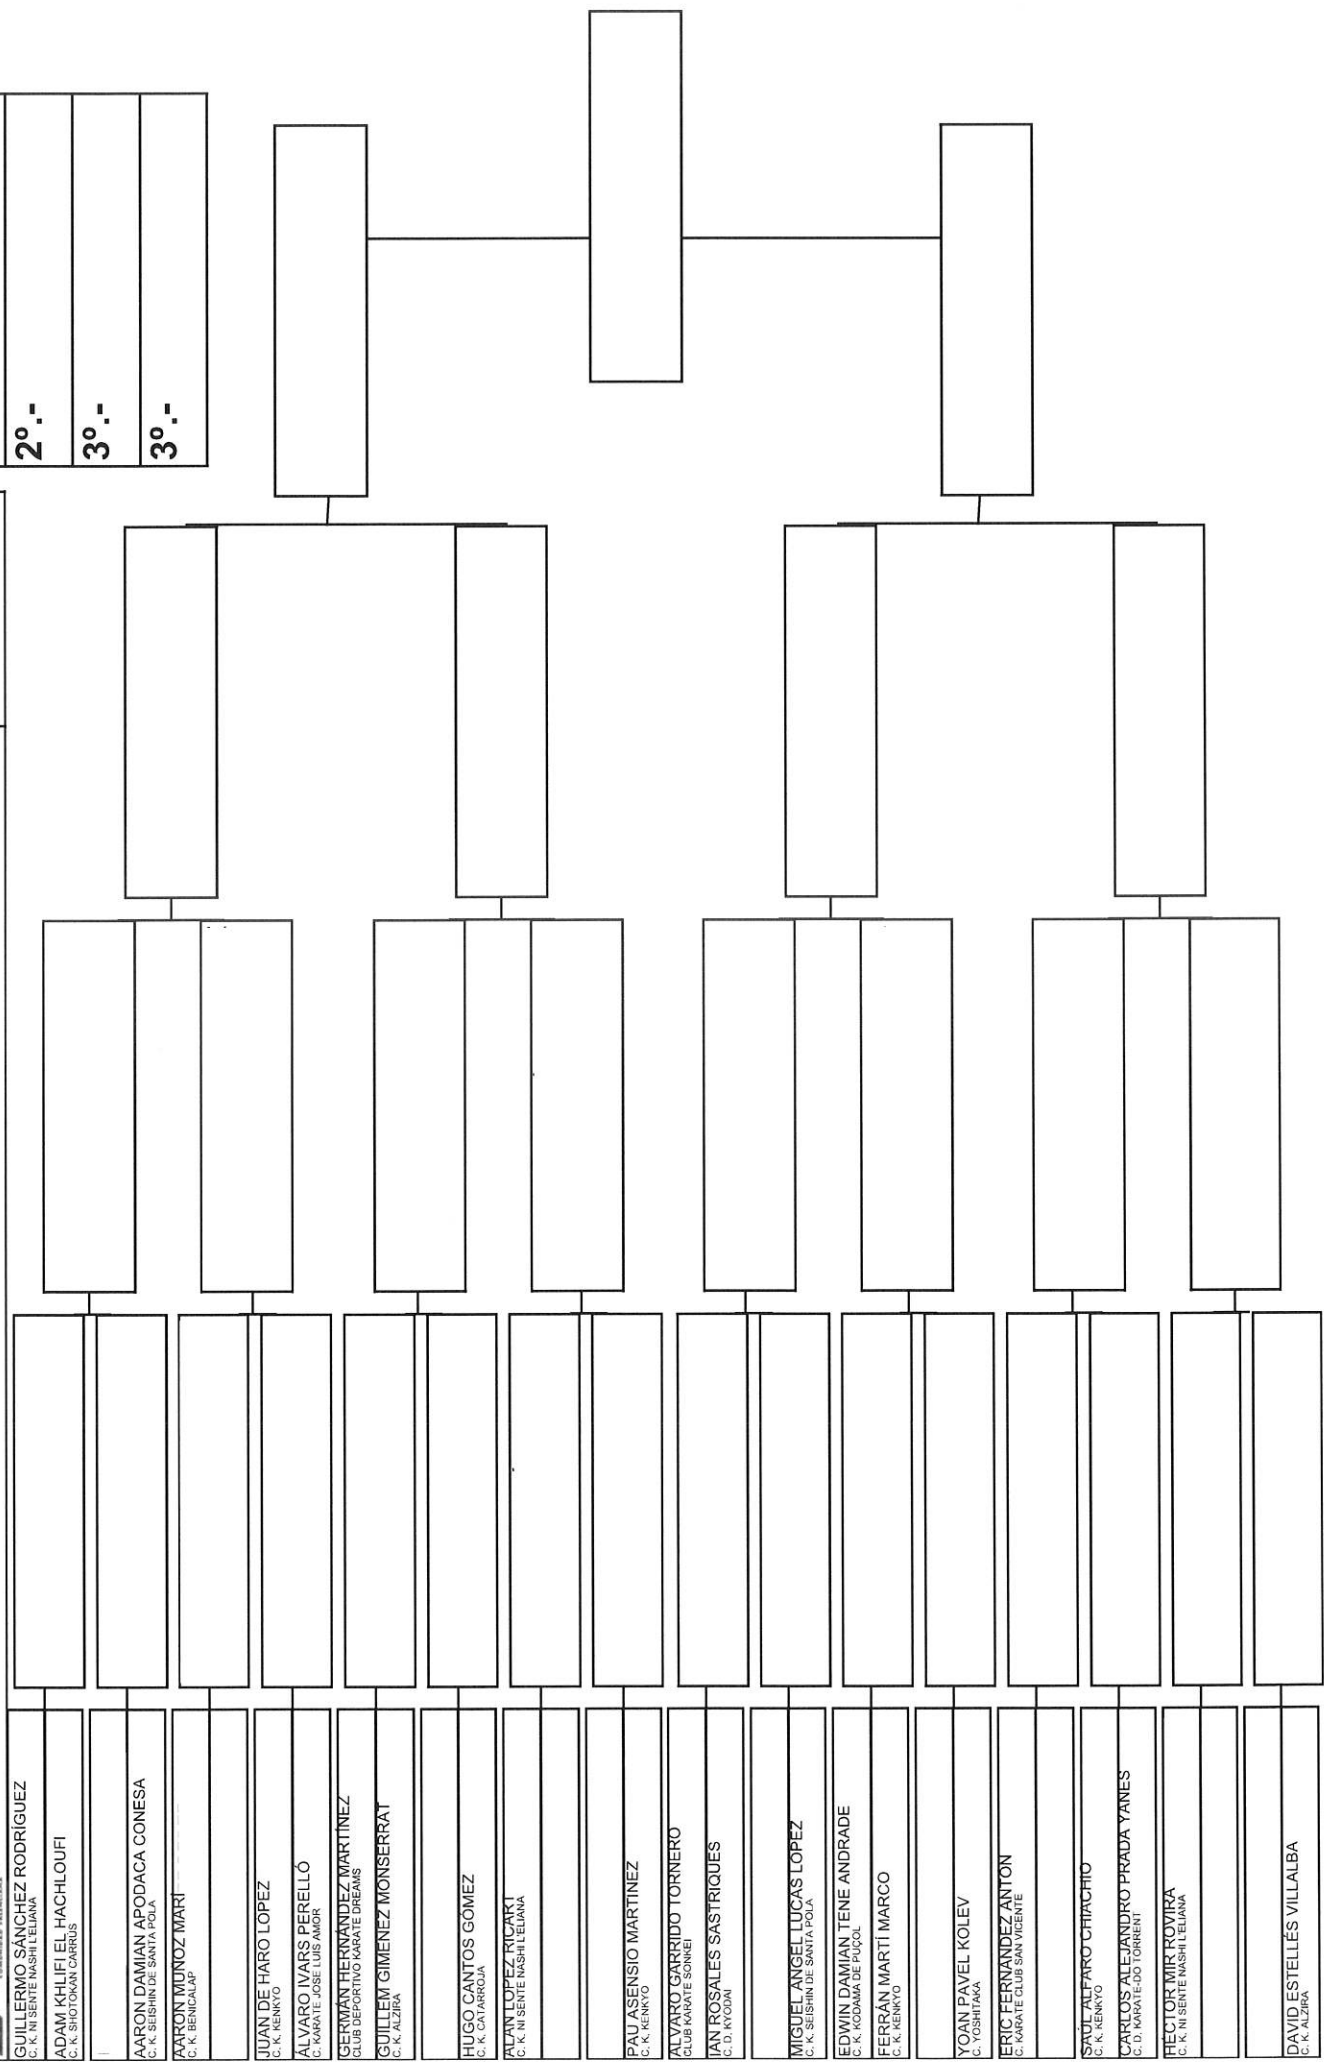 2º.-
3º.-
3º.-
GUILLERMO SÁNCHEZ RODRÍGUEZ
C. K. NI SENTE NASHI L'ELIANA
ADAM KHLIFI EL HACHLOUFI
C. K. SHOTOKAN CARRÚS
AARON DAMIAN APODACA CONESA
C. K. SEISHIN DE SANTA POLA
AARÓN MUÑOZ MARÍ
C. K. BENICALAP
JUAN DE HARO LOPEZ
C. K. KENKYO
ÁLVARO IVARS PERELLÓ
C. KARATE JOSE LUIS AMOR
GERMÁN HERNÁNDEZ MARTÍNEZ
CLUB DEPORTIVO KARATE DREAMS
GUILLEM GIMENEZ MONSERRAT
C. K. ALZIRA
HUGO CANTOS GÓMEZ
C. K. CATARROJA
ALAN LOPEZ RICART
C. K. NI SENTE NASHI L'ELIANA
PAU ASENSIO MARTINEZ
C. K. KENKYO
ÁLVARO GARRIDO TORNERO
CLUB KARATE SONKEI
IAN ROSALES SASTRIQUES
C. D. KYODAI
MIGUEL ÁNGEL LUCAS LÓPEZ
C. K. SEISHIN DE SANTA POLA
EDWIN DAMIAN TENE ANDRADE
C. K. KODAMA DE PUÇOL
FERRÁN MARTÍ MARCO
C. K. KENKYO
YOAN PAVEL KOLEV
C. YOSHITAKA
ERIC FERNÁNDEZ ANTÓN
C. KARATE CLUB SAN VICENTE
SAÚL ALFARO CHIACHIO
C. K. KENKYO
CARLOS ALEJANDRO PRADA YANES
C. D. KARATE-DO TORRENT
HÉCTOR MIR ROVIRA
C. K. NI SENTE NASHI L'ELIANA
DAVID ESTELLÉS VILLALBA
C. K. ALZIRA